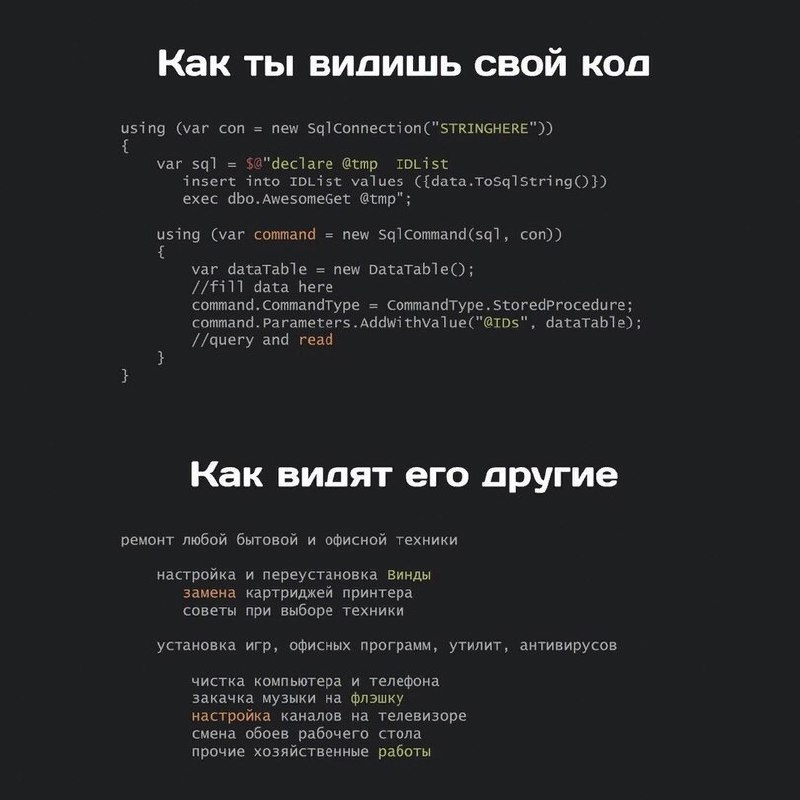 Как ты видишь свой код
using (var con = new SqlConnection("STRINGHERE"))
{
var sql = $@"declare @tmp  IDList
insert into IDList values ({data.ToSqlString()})
exec dbo.AwesomeGet @tmp";
using (var command = new SqlCommand(sql, con))
{
var dataTable = new DataTable();
//fill data here
command.CommandType = CommandType.StoredProcedure;
command.Parameters.AddWithValue("@IDs", dataTable);
//query and read
}
}
Как видят его другие
ремонт любой бытовой и офисной техники
настройка и переустановка Винды
замена картриджей принтера
советы при выборе техники
установка игр, офисных программ, утилит, антивирусов
чистка компьютера и телефона
закачка музыки на флэшку
настройка каналов на телевизоре
смена обоев рабочего стола
прочие хозяйственные работы